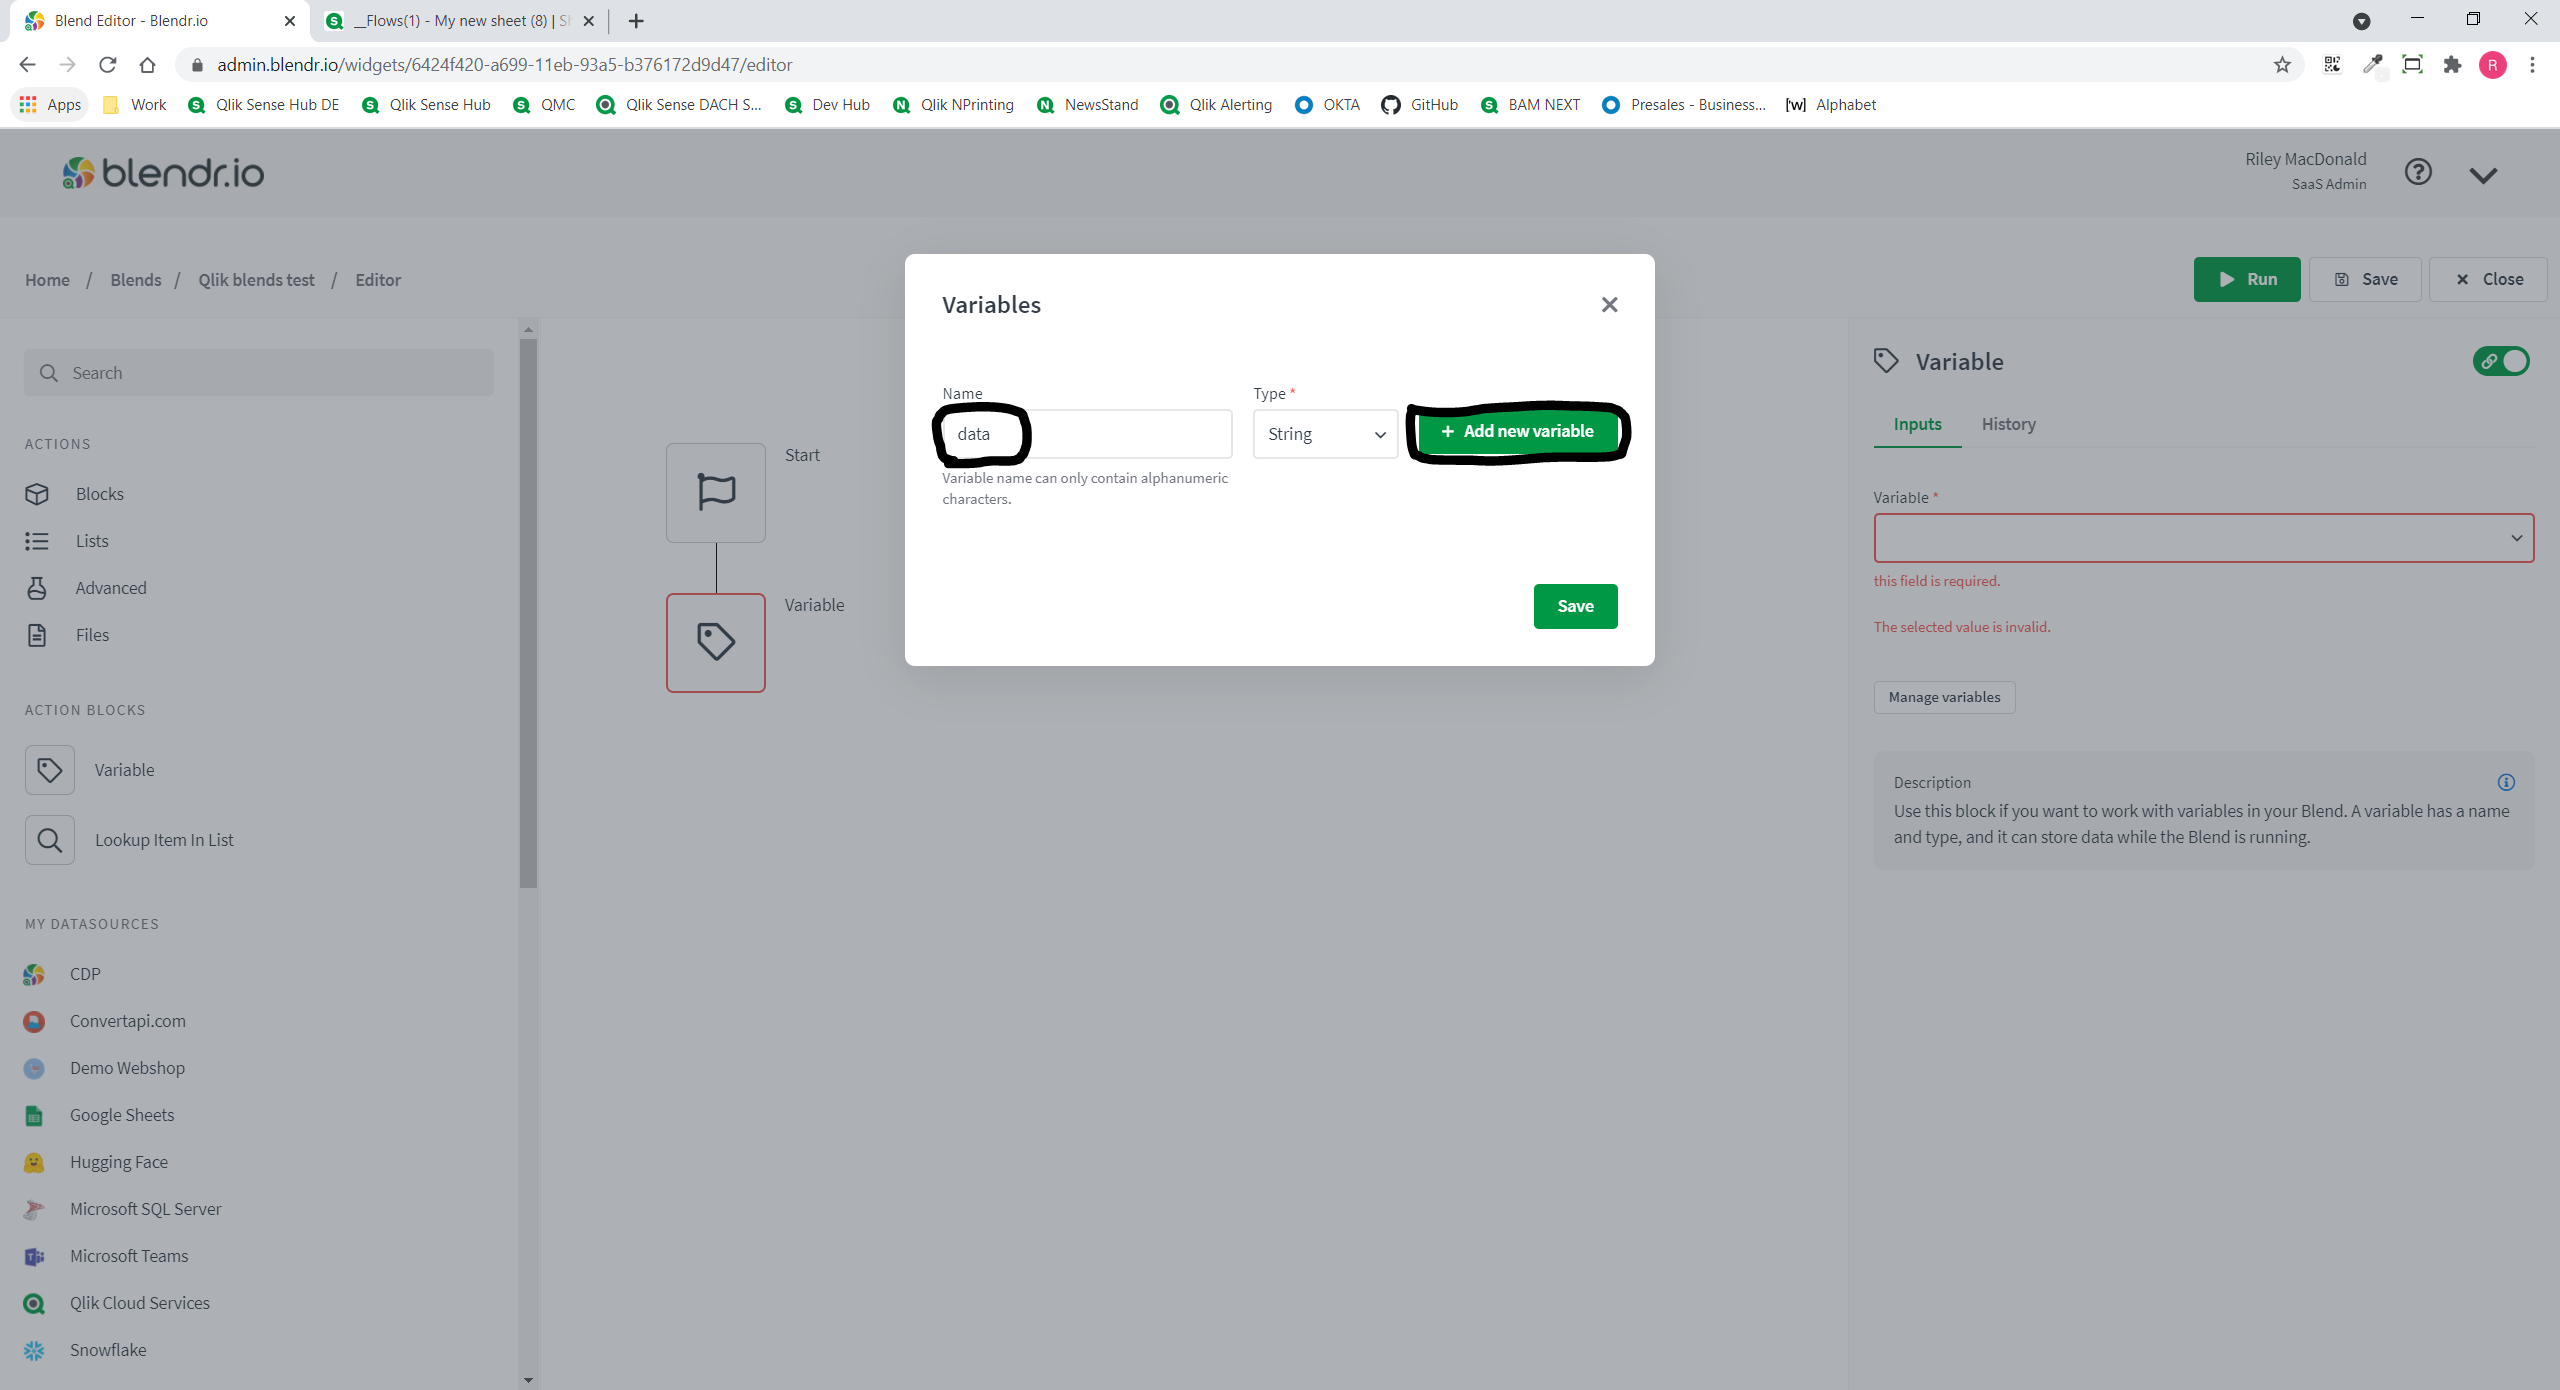 Blend Editor - Blendr.io
__Flows(1) - My new sheet (8) | S
admin.blendr.io/widgets/6424f420-a699-11eb-93a5-b376172d9d47/editor
R
Apps Work Qlik Sense Hub DE Qlik Sense Hub QMC Qlik Sense DACH S... Dev Hub Qlik NPrinting NewsStand Qlik Alerting OKTA GitHub BAM NEXT Presales - Business... [w] Alphabet
blendr.io
Riley MacDonald
SaaS Admin
Home / Blends / Qlik blends test / Editor
Run Save Close
Search
ACTIONS
Blocks
Lists
Advanced
Files
ACTION BLOCKS
Variable
Lookup Item In List
MY DATASOURCES
CDP
Convertapi.com
Demo Webshop
Google Sheets
Hugging Face
Microsoft SQL Server
Microsoft Teams
Qlik Cloud Services
Snowflake
Start
Variable
Variables
Name
Type *
data
String
+ Add new variable
Variable name can only contain alphanumeric
characters.
Save
Variable
Inputs History
Variable *
this field is required.
The selected value is invalid.
Manage variables
Description
Use this block if you want to work with variables in your Blend. A variable has a name
and type, and it can store data while the Blend is running.